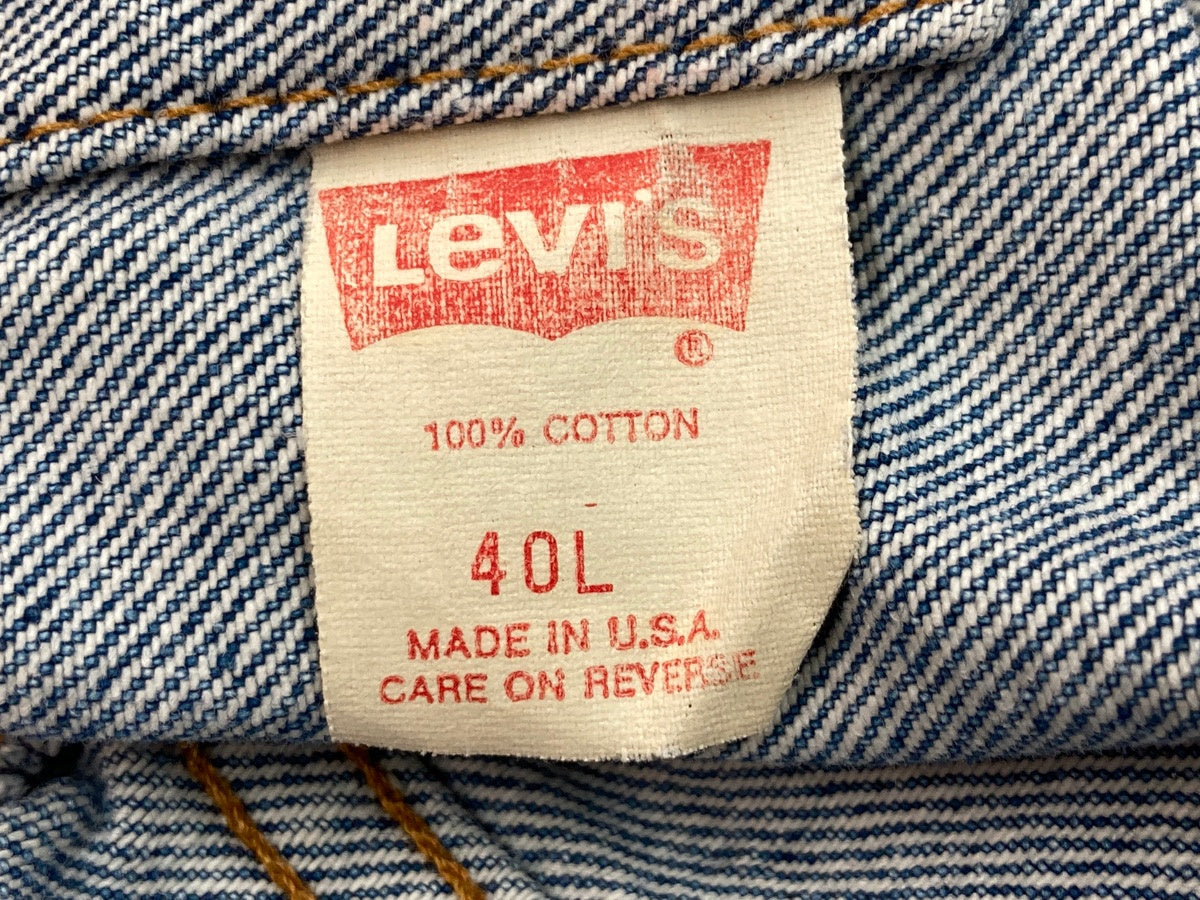 Levi's
®
100% COTTON
40L
MADE IN U.S.A.
CARE ON REVERSE